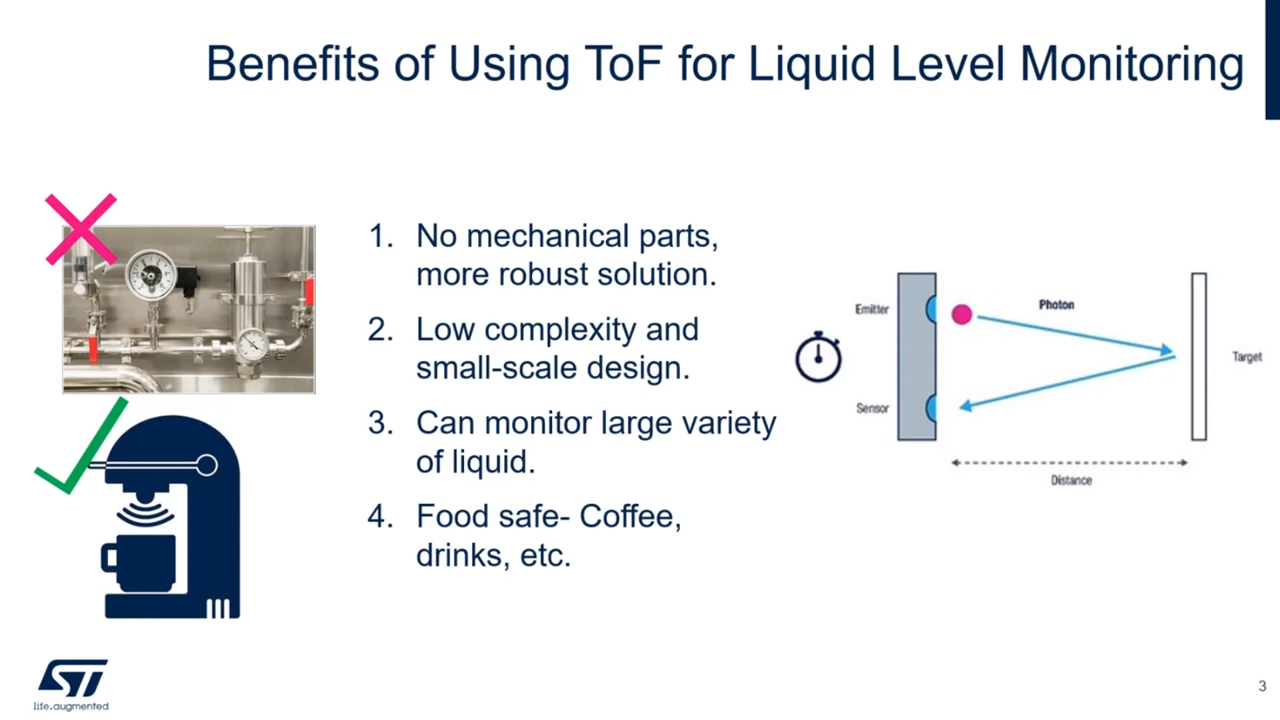 Benefits of Using ToF for Liquid Level Monitoring
1. No mechanical parts,
more robust solution.
2. Low complexity and
small-scale design.
3. Can monitor large variety
of liquid.
4. Food safe- Coffee,
drinks, etc.
Emitter
Photon
Target
Sensor
Distance
ST
life.augmented
3